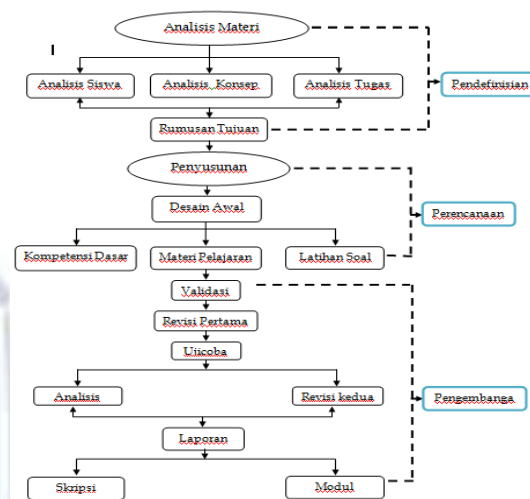 Analisis Materi
I
Analisis Siswa
Analisis Konsep
Analisis Tugas
Pendefinisian
Rumusan Tujuan
Penyusunan
Desain Awal
Perencanaan
Kompetensi Dasar
Materi Pelajaran
Latihan Soal
Validasi
Revisi Pertama
Ujicoba
Analisis
Revisi kedua
Pengembanga
Laporan
Skripsi
Modul